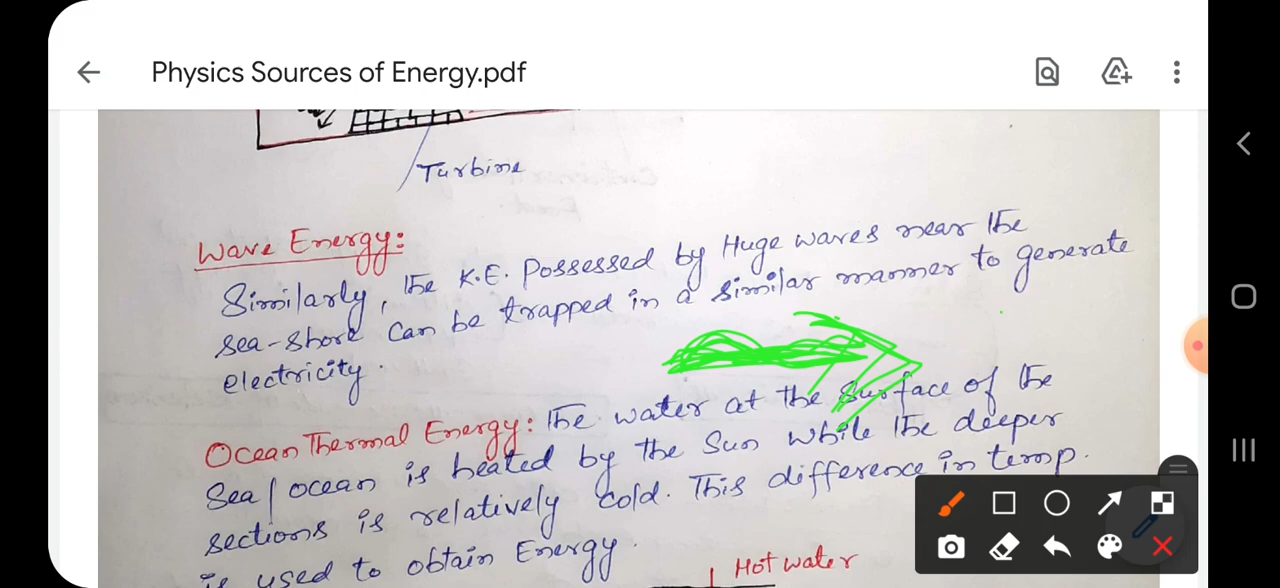 Physics Sources of Energy.pdf
Turbine
Wave Energy:
Similarly, the K.E. Possessed by Huge waves near the
sea-shore can be trapped in a similar manner to generate
electricity.
Ocean Thermal Energy: The water at the surface of the
Sea/ocean is heated by the Sun while the deeper
sections is relatively cold. This difference in temp.
is used to obtain Energy.
Hot water